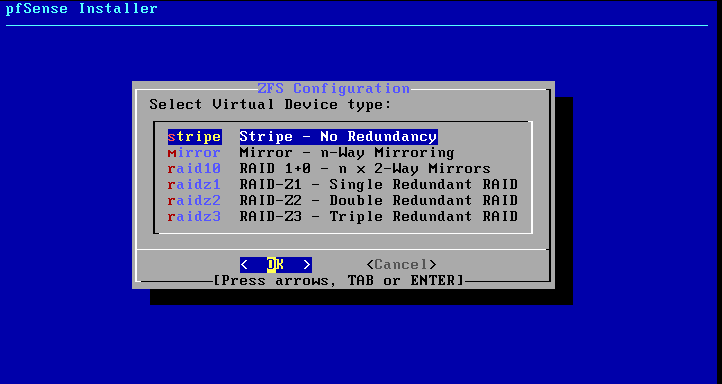 pfSense Installer
ZFS Configuration
Select Virtual Device type:
stripe Stripe - No Redundancy
mirror Mirror - n-Way Mirroring
raid10 RAID 1+0 - n x 2-Way Mirrors
raidz1 RAID-Z1 - Single Redundant RAID
raidz2 RAID-Z2 - Double Redundant RAID
raidz3 RAID-Z3 - Triple Redundant RAID
< OK > <Cancel>
[Press arrows, TAB or ENTER]